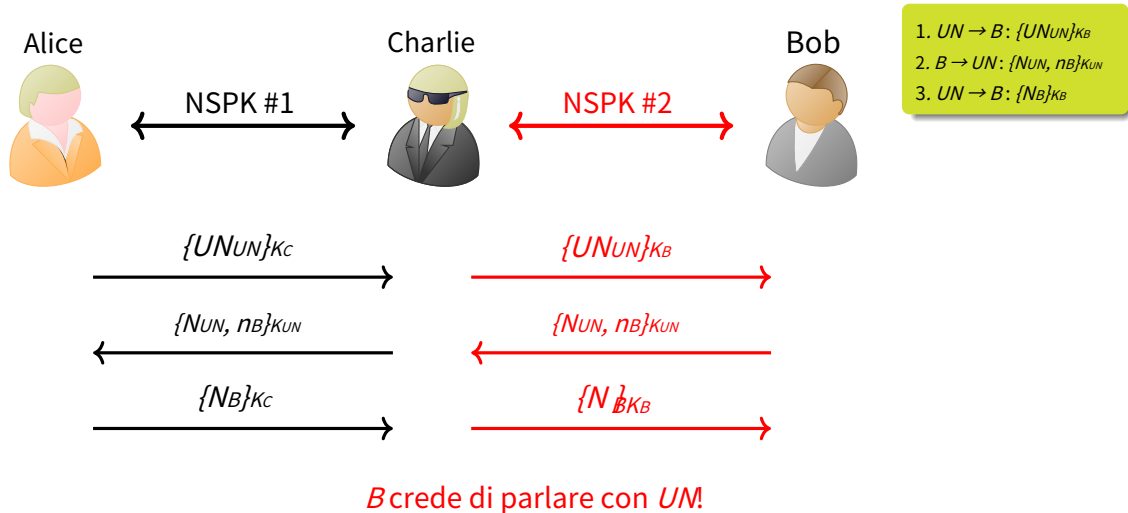 Alice
Charlie
Bob
NSPK #1
NSPK #2
1. UN → B: {UNUN}KB
2. B → UN: {NUN, nB}KUN
3. UN → B: {NB}KB
{UNUN}KC
{UNUN}KB
{NUN, nB}KUN
{NUN, nB}KUN
{NB}KC
{N }BKB
B crede di parlare con UN!